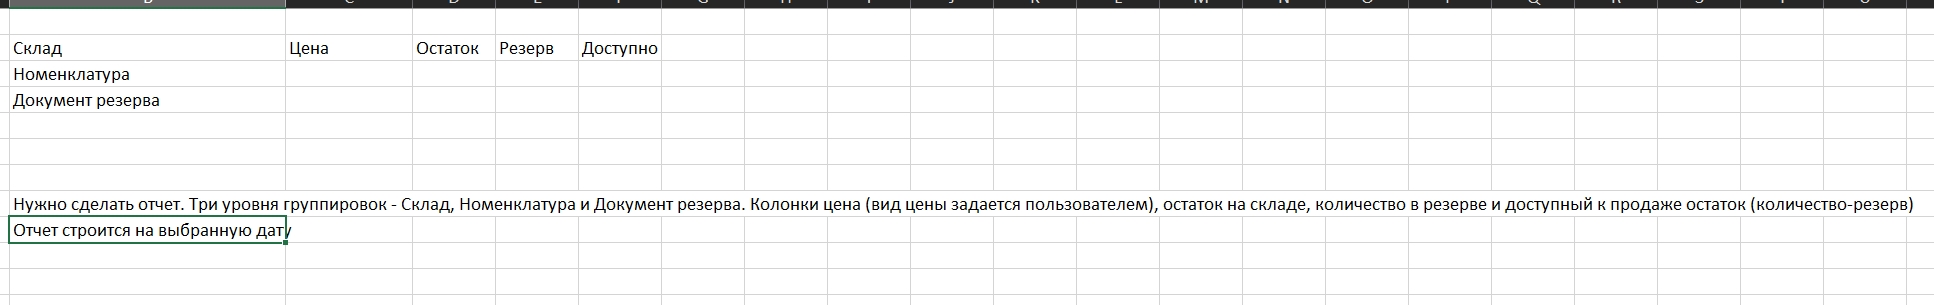 Склад Цена Остаток Резерв Доступно
Номенклатура
Документ резерва
Нужно сделать отчет. Три уровня группировок - Склад, Номенклатура и Документ резерва. Колонки цена (вид цены задается пользователем), остаток на складе, количество в резерве и доступный к продаже остаток (количество-резерв)
Отчет строится на выбранную дату